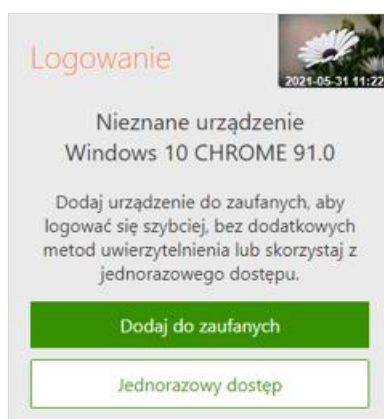 Logowanie
2021-05-31 11:22
Nieznane urządzenie
Windows 10 CHROME 91.0
Dodaj urządzenie do zaufanych, aby
logować się szybciej, bez dodatkowych
metod uwierzytelnienia lub skorzystaj z
jednorazowego dostępu.
Dodaj do zaufanych
Jednorazowy dostęp